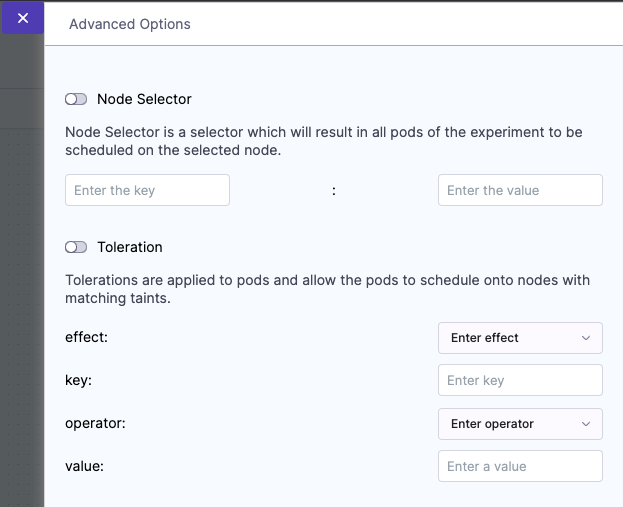 Advanced Options
Node Selector
Node Selector is a selector which will result in all pods of the experiment to be
scheduled on the selected node.
Enter the key : Enter the value
Toleration
Tolerations are applied to pods and allow the pods to schedule onto nodes with
matching taints.
effect: Enter effect
key: Enter key
operator: Enter operator
value: Enter a value